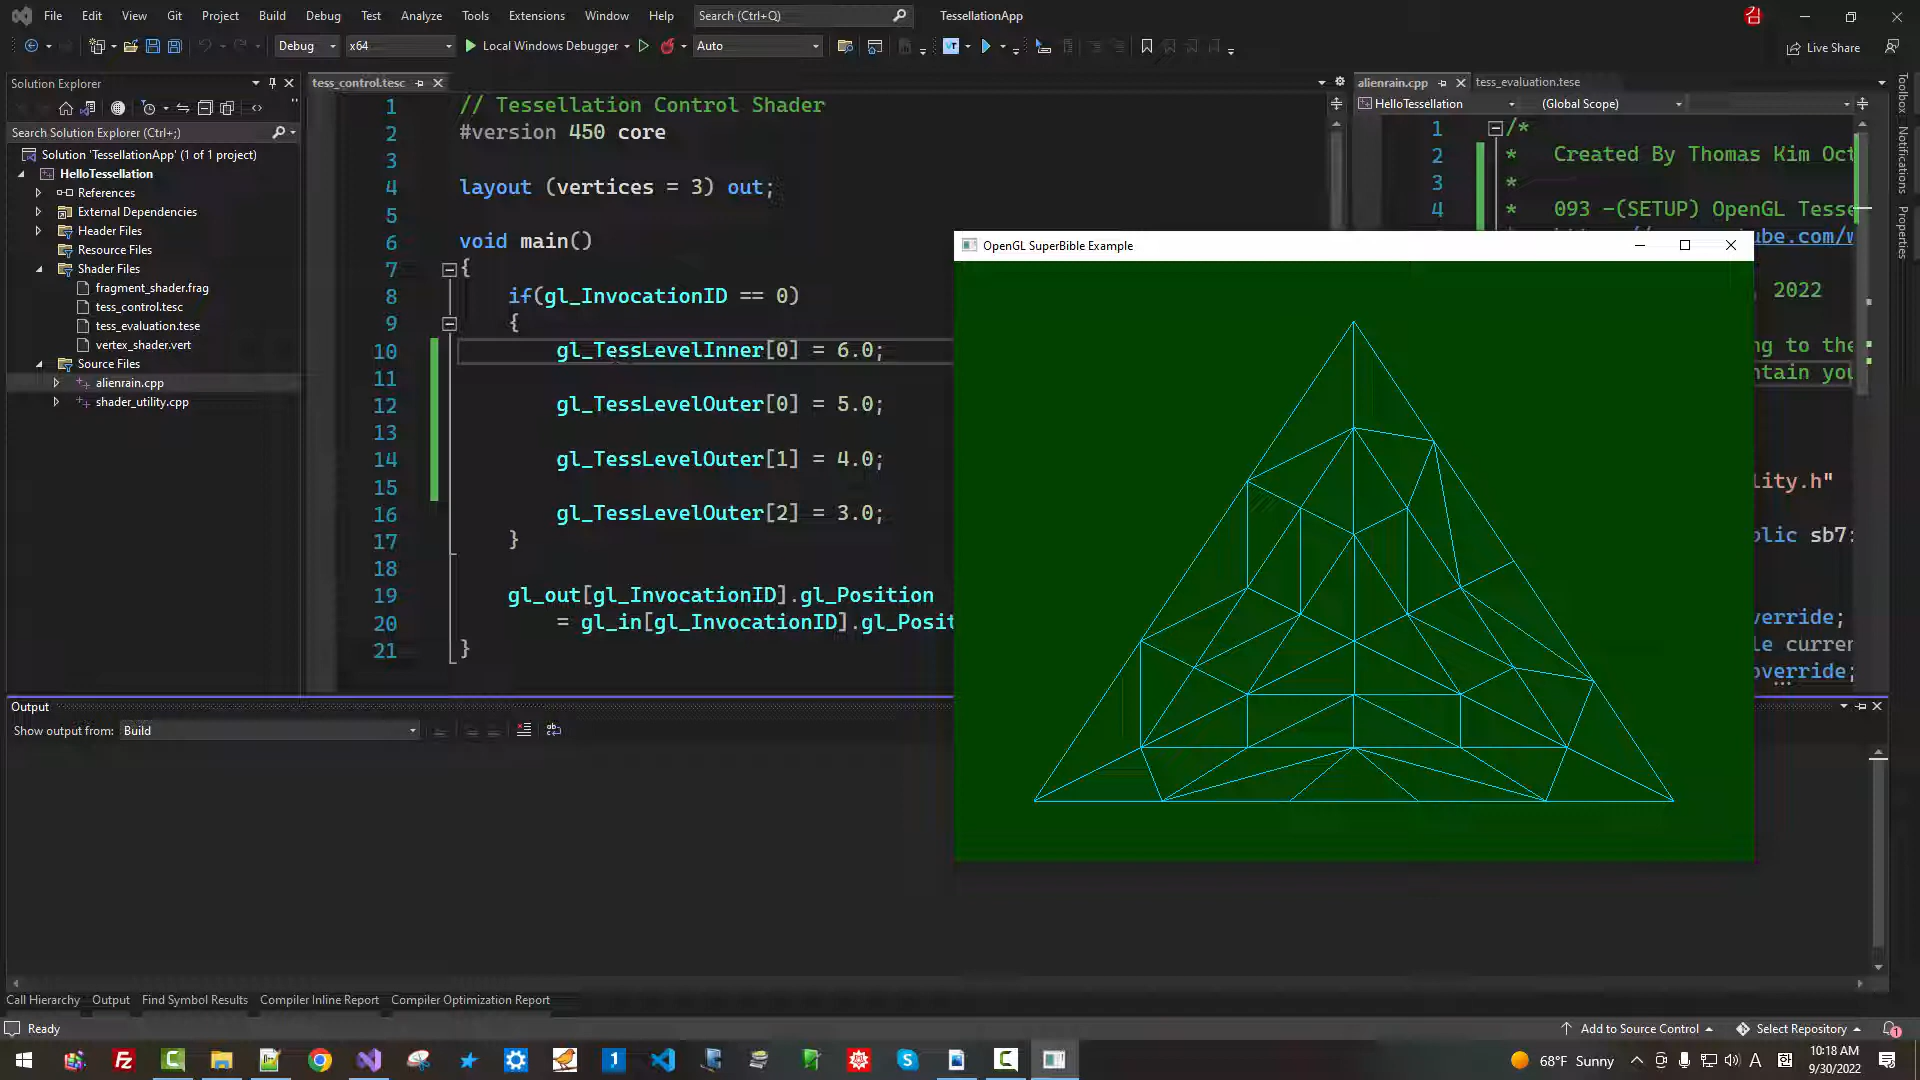 File Edit View Git Project Build Debug Test Analyze Tools Extensions Window Help Search (Ctrl+Q) TessellationApp
Debug x64 Local Windows Debugger Auto Live Share
Solution Explorer
Search Solution Explorer (Ctrl+;)
Solution 'TessellationApp' (1 of 1 project)
HelloTessellation
References
External Dependencies
Header Files
Resource Files
Shader Files
fragment_shader.frag
tess_control.tesc
tess_evaluation.tese
vertex_shader.vert
Source Files
alienrain.cpp
shader_utility.cpp
tess_control.tesc
1 // Tessellation Control Shader
2 #version 450 core
3
4 layout (vertices = 3) out;
5
6 void main()
7 {
8 if(gl_InvocationID == 0)
9 {
10 gl_TessLevelInner[0] = 6.0;
11
12 gl_TessLevelOuter[0] = 5.0;
13
14 gl_TessLevelOuter[1] = 4.0;
15
16 gl_TessLevelOuter[2] = 3.0;
17 }
18
19 gl_out[gl_InvocationID].gl_Position
20 = gl_in[gl_InvocationID].gl_Posit
21 }
alienrain.cpp tess_evaluation.tese
HelloTessellation (Global Scope)
1 /*
2 * Created By Thomas Kim Oct
3 *
4 * 093 -(SETUP) OpenGL Tesse
ube.com/w
, 2022
ng to the
ntain you
lity.h"
blic sb7:
verride;
le curren
override;
OpenGL SuperBible Example
Toolbox
Notifications
Properties
Output
Show output from: Build
Call Hierarchy Output Find Symbol Results Compiler Inline Report Compiler Optimization Report
Ready Add to Source Control Select Repository 1
68°F Sunny A 10:18 AM
9/30/2022